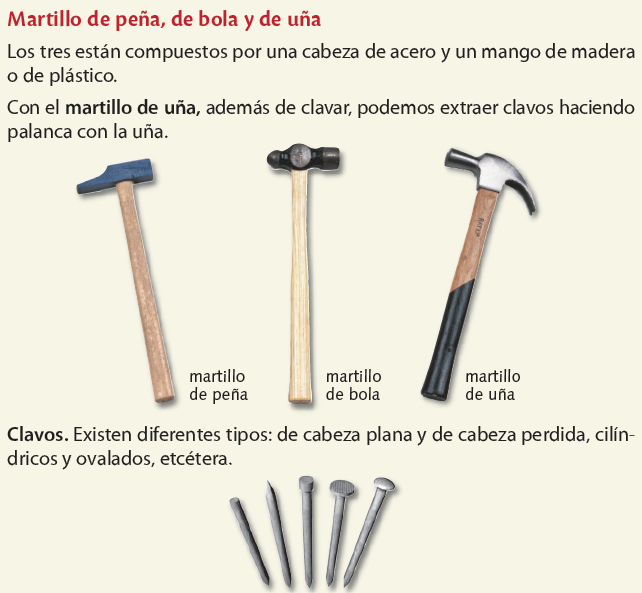 Martillo de peña, de bola y de uña
Los tres están compuestos por una cabeza de acero y un mango de madera
o de plástico.
Con el martillo de uña, además de clavar, podemos extraer clavos haciendo
palanca con la uña.
martillo
de peña
martillo
de bola
martillo
de uña
Clavos. Existen diferentes tipos: de cabeza plana y de cabeza perdida, cilín-
dricos y ovalados, etcétera.